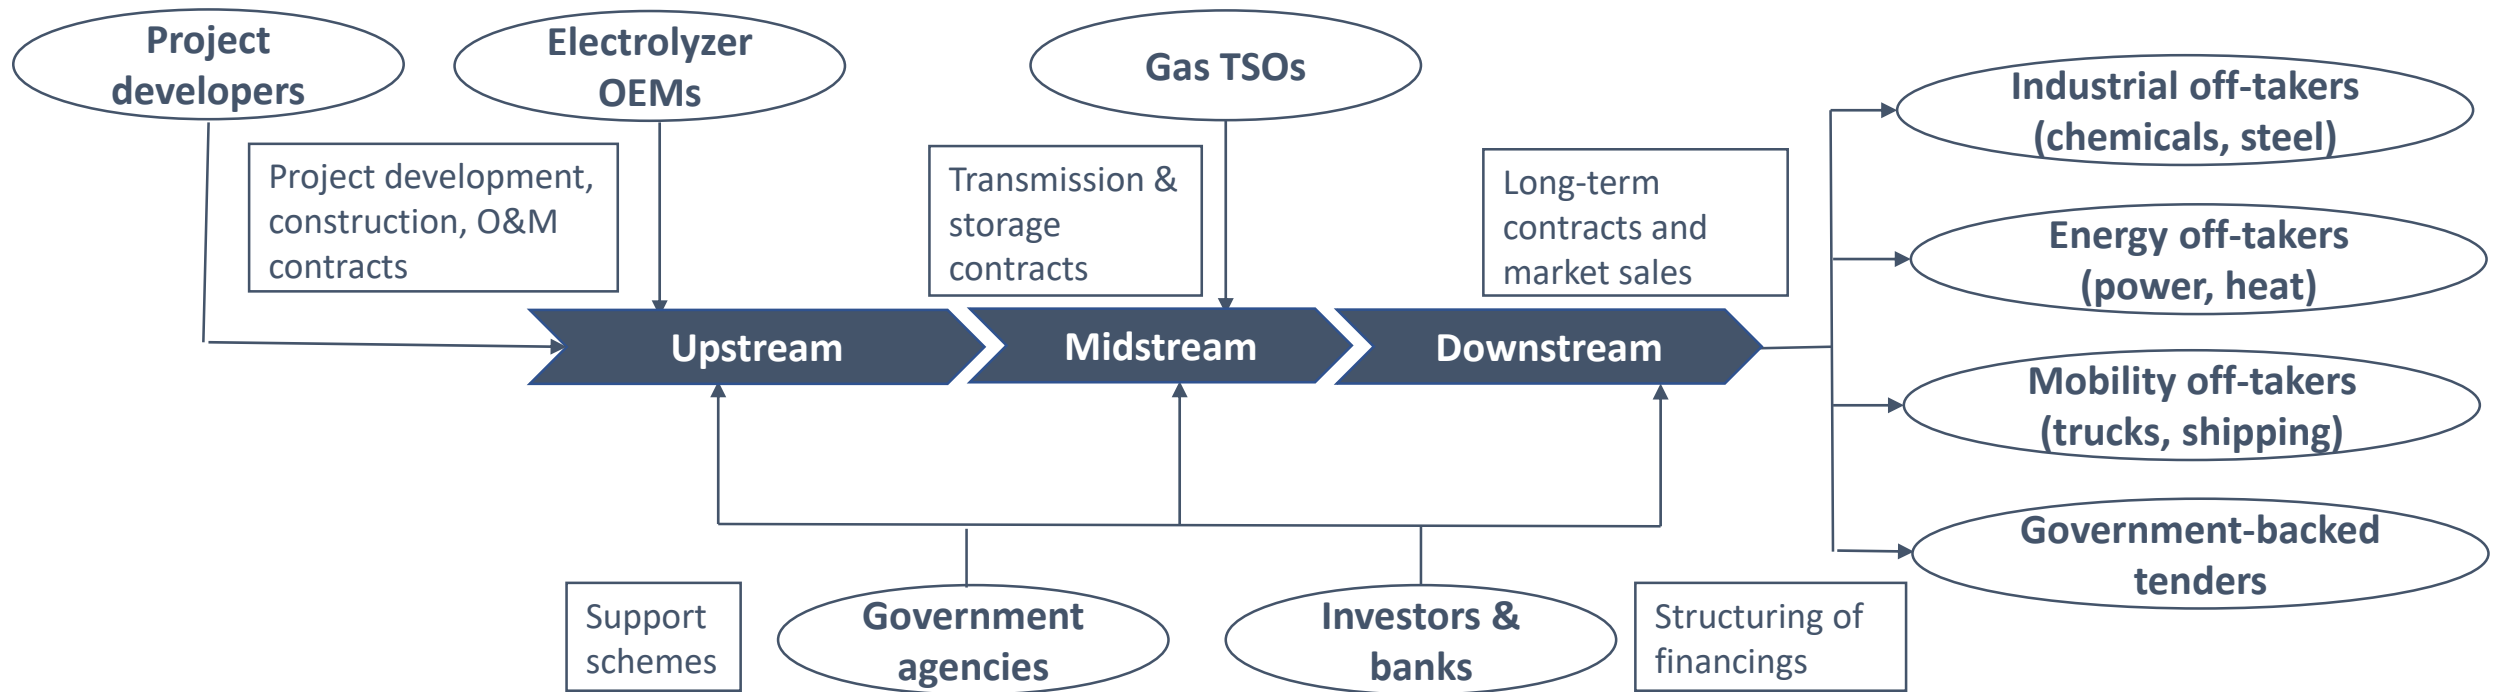 Project
developers
Electrolyzer
OEMs
Gas TSOs
Industrial off-takers
(chemicals, steel)
Project development,
construction, O&M
contracts
Transmission &
storage
contracts
Long-term
contracts and
market sales
Energy off-takers
(power, heat)
Upstream
Midstream
Downstream
Mobility off-takers
(trucks, shipping)
Government-backed
tenders
Support
schemes
Government
agencies
Investors &
banks
Structuring of
financings